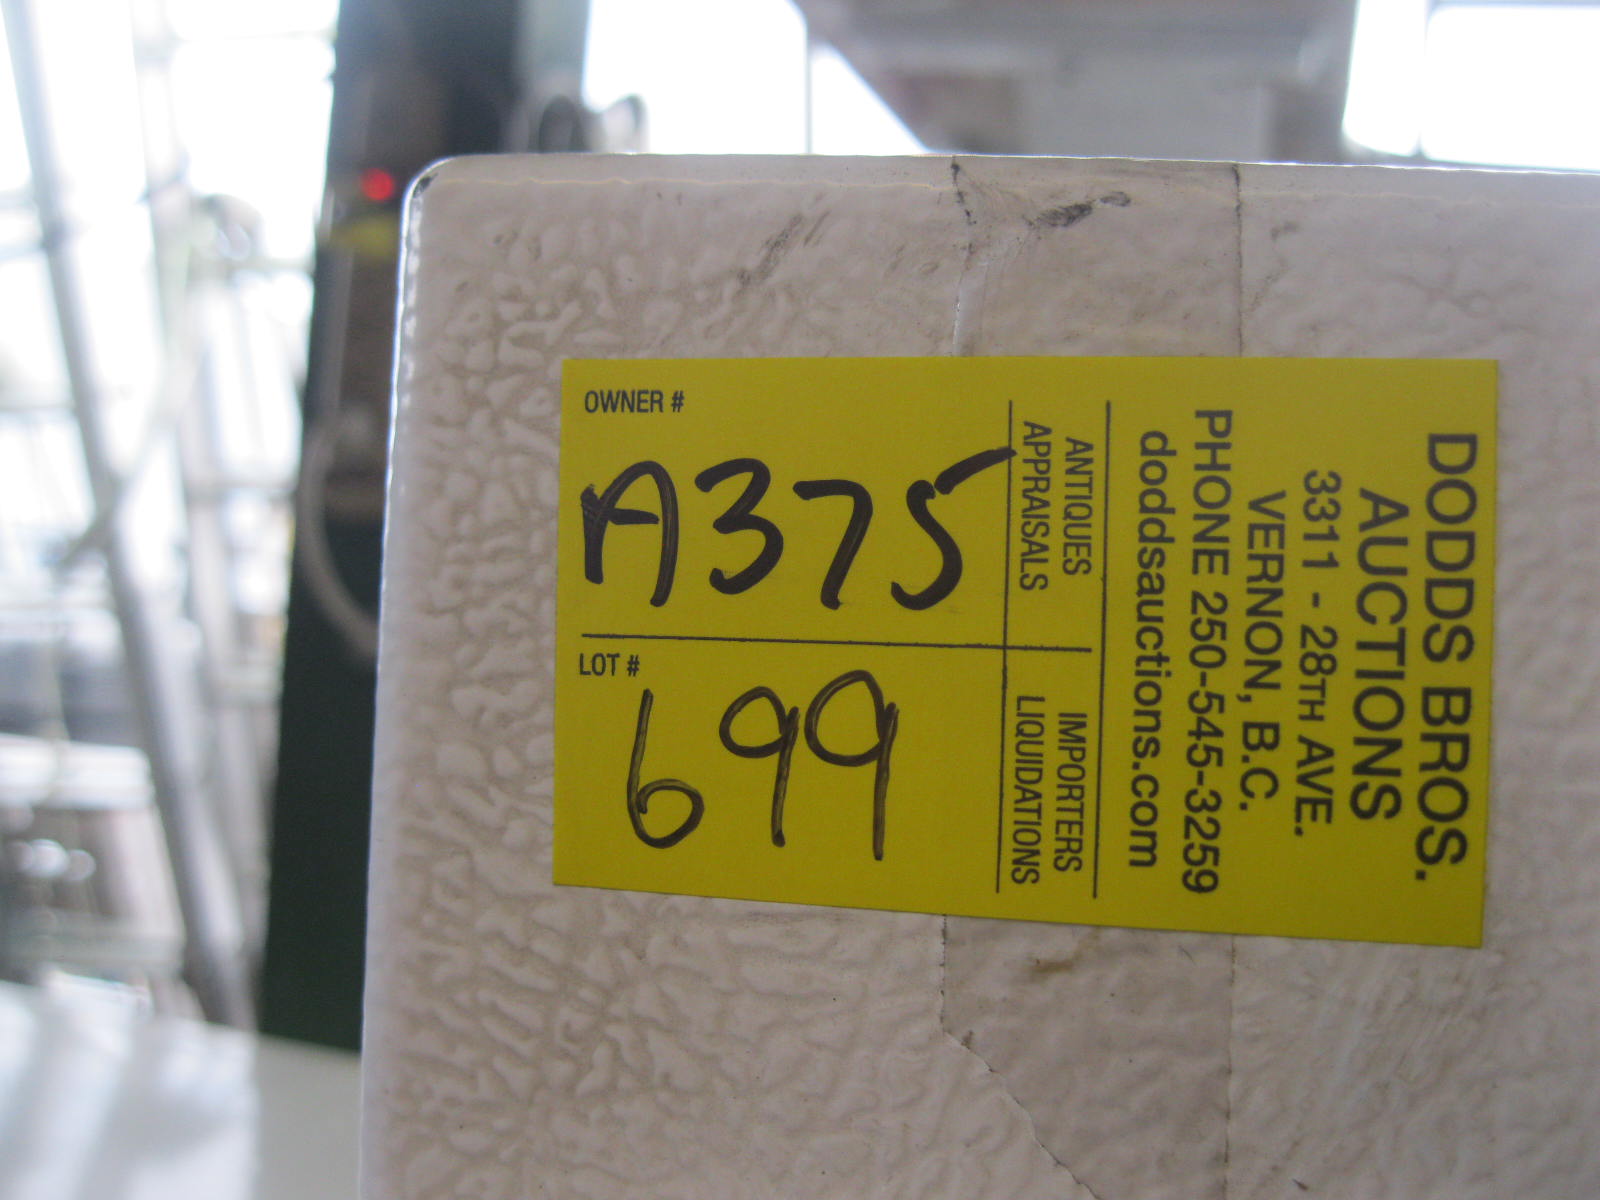 DODDS BROS.
AUCTIONS
3311 - 28TH AVE.
VERNON, B.C.
PHONE 250-545-3259
doddsauctions.com
ANTIQUES
APPRAISALS
IMPORTERS
LIQUIDATIONS
OWNER #
A375
LOT #
699